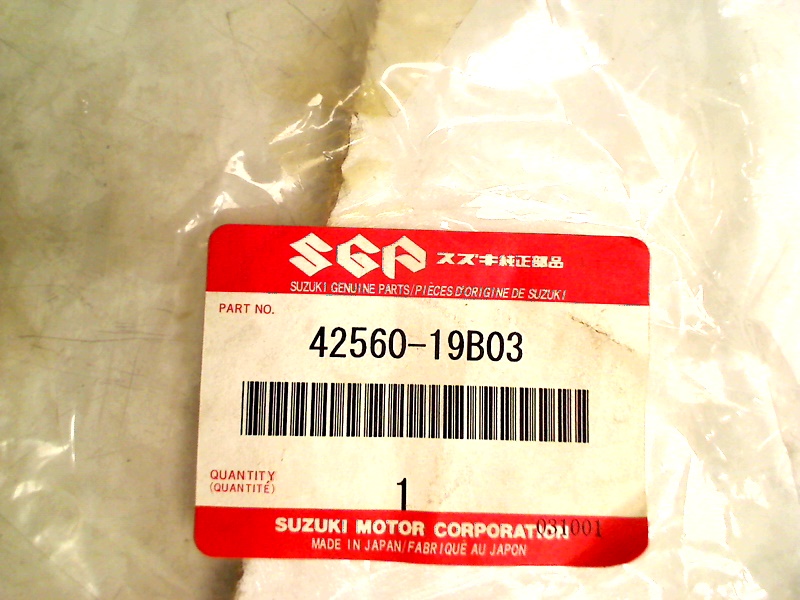 SGP スズキ純正部品
SUZUKI GENUINE PARTS/PIÈCES D'ORIGINE DE SUZUKI
PART NO.
42560-19B03
QUANTITY
(QUANTITÉ)
1
SUZUKI MOTOR CORPORATION
031001
MADE IN JAPAN/FABRIQUÉ AU JAPON